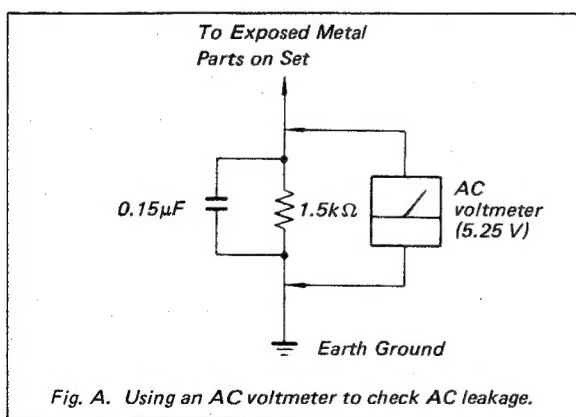 To Exposed Metal
Parts on Set
0.15μF
1.5kΩ
AC
voltmeter
(5.25 V)
Earth Ground
Fig. A. Using an AC voltmeter to check AC leakage.